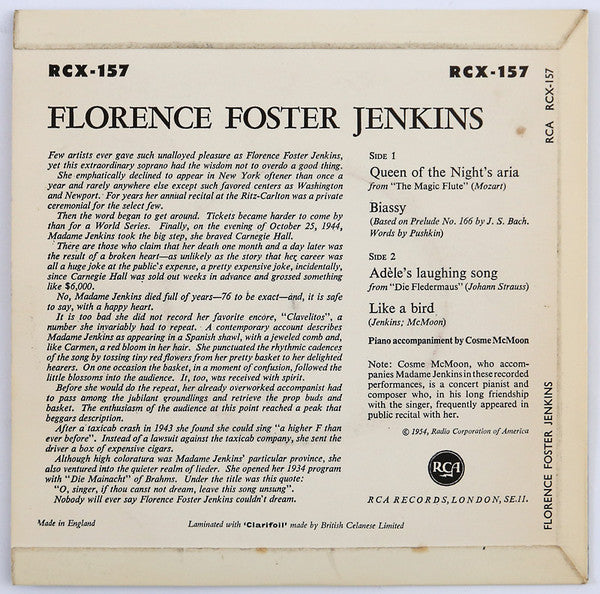 RCX-157
RCX-157
FLORENCE FOSTER JENKINS
Few artists ever gave such unalloyed pleasure as Florence Foster Jenkins,
yet this extraordinary soprano had the wisdom not to overdo a good thing.
She emphatically declined to appear in New York oftener than once a
year and rarely anywhere else except such favored centers as Washington
and Newport. For years her annual recital at the Ritz-Carlton was a private
ceremonial for the select few.
Then the word began to get around. Tickets became harder to come by
than for a World Series. Finally, on the evening of October 25, 1944,
Madame Jenkins took the big step, she braved Carnegie Hall.
There are those who claim that her death one month and a day later was
the result of a broken heart—as unlikely as the story that her career was
all a huge joke at the public's expense, a pretty expensive joke, incidentally,
since Carnegie Hall was sold out weeks in advance and grossed something
like $6,000.
No, Madame Jenkins died full of years—76 to be exact—and, it is safe
to say, with a happy heart.
It is too bad she did not record her favorite encore, "Clavelitos", a
number she invariably had to repeat. A contemporary account describes
Madame Jenkins as appearing in a Spanish shawl, with a jeweled comb and,
like Carmen, a red bloom in her hair. She punctuated the rhythmic cadences
of the song by tossing tiny red flowers from her pretty basket to her delighted
hearers. On one occasion the basket, in a moment of confusion, followed the
little blossoms into the audience. It, too, was received with spirit.
Before she would do the repeat, her already overworked accompanist had
to pass among the jubilant groundlings and retrieve the prop buds and
basket. The enthusiasm of the audience at this point reached a peak that
beggars description.
After a taxicab crash in 1943 she found she could sing "a higher F than
ever before". Instead of a lawsuit against the taxicab company, she sent the
driver a box of expensive cigars.
Although high coloratura was Madame Jenkins' particular province, she
also ventured into the quieter realm of lieder. She opened her 1934 program
with "Die Mainacht" of Brahms. Under the title was this quote:
"O, singer, if thou canst not dream, leave this song unsung".
Nobody will ever say Florence Foster Jenkins couldn't dream.
SIDE 1
Queen of the Night's aria
from "The Magic Flute" (Mozart)
Biassy
(Based on Prelude No. 166 by J. S. Bach.
Words by Pushkin)
SIDE 2
Adèle's laughing song
from "Die Fledermaus" (Johann Strauss)
Like a bird
(Jenkins; McMoon)
Piano accompaniment by Cosme McMoon
Note: Cosme McMoon, who accom-
panies Madame Jenkins in these recorded
performances, is a concert pianist and
composer who, in his long friendship
with the singer, frequently appeared in
public recital with her.
© 1954, Radio Corporation of America
RCA
RCA RECORDS, LONDON, SE.11.
Made in England
Laminated with 'Clarifoil' made by British Celanese Limited
RCA RCX-157
FLORENCE FOSTER JENKINS